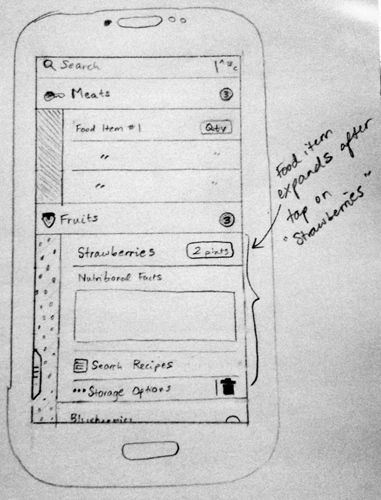 Search
Meats 3
Food Item #1 Qty
" "
" "
Fruits 3
Strawberries 2 pints
Nutritional Facts
Search Recipes
Storage Options
Blueberries
Food item
expands after
tap on
"Strawberries"